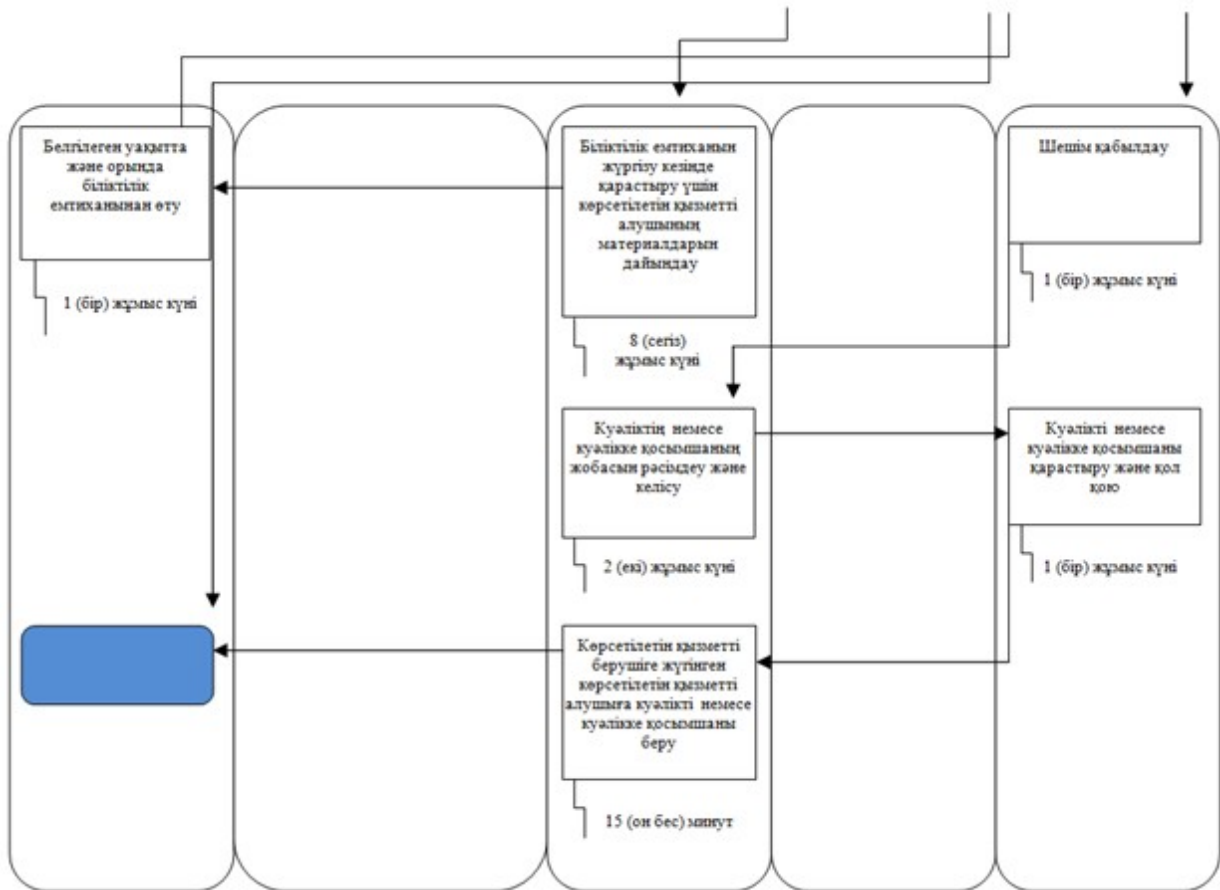 Белгілеген уақытта
және орында
біліктілік
емтиханынан өту
1 (бір) жұмыс күні
Біліктілік емтиханын
жүргізу кезінде
қарастыру үшін
көрсетілетін қызметті
алушының
материалдарын
дайындау
8 (сегіз)
жұмыс күні
Шешім қабылдау
1 (бір) жұмыс күні
Куәліктің немесе
куәлікке қосымшаның
жобасын рәсімдеу және
келісу
2 (екі) жұмыс күні
Куәлікті немесе
куәлікке қосымшаны
қарастыру және қол
қою
1 (бір) жұмыс күні
Көрсетілетін қызметті
берушіге жүгінген
көрсетілетін қызметті
алушыға куәлікті немесе
куәлікке қосымшаны
беру
15 (он бес) минут